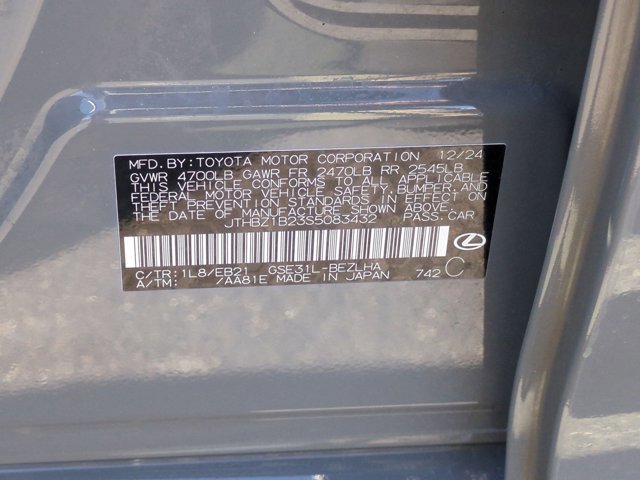 MFD. BY: TOYOTA MOTOR CORPORATION 12/24
GVWR 4700LB GAWR FR 2470LB RR 2545LB
THIS VEHICLE CONFORMS TO ALL APPLICABLE
FEDERAL MOTOR VEHICLE SAFETY, BUMPER, AND
THEFT PREVENTION STANDARDS IN EFFECT ON
THE DATE OF MANUFACTURE SHOWN ABOVE.
JTHBZ1B23S5083432 PASS.CAR
C/TR: 1L8/EB21 GSE31L-BEZLHA 742 C
A/TM: /AA81E MADE IN JAPAN